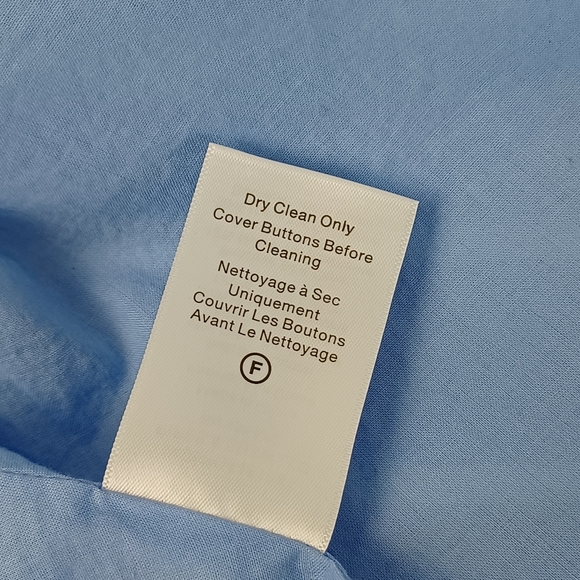 Dry Clean Only
Cover Buttons Before
Cleaning
Nettoyage à Sec
Uniquement
Couvrir Les Boutons
Avant Le Nettoyage
F